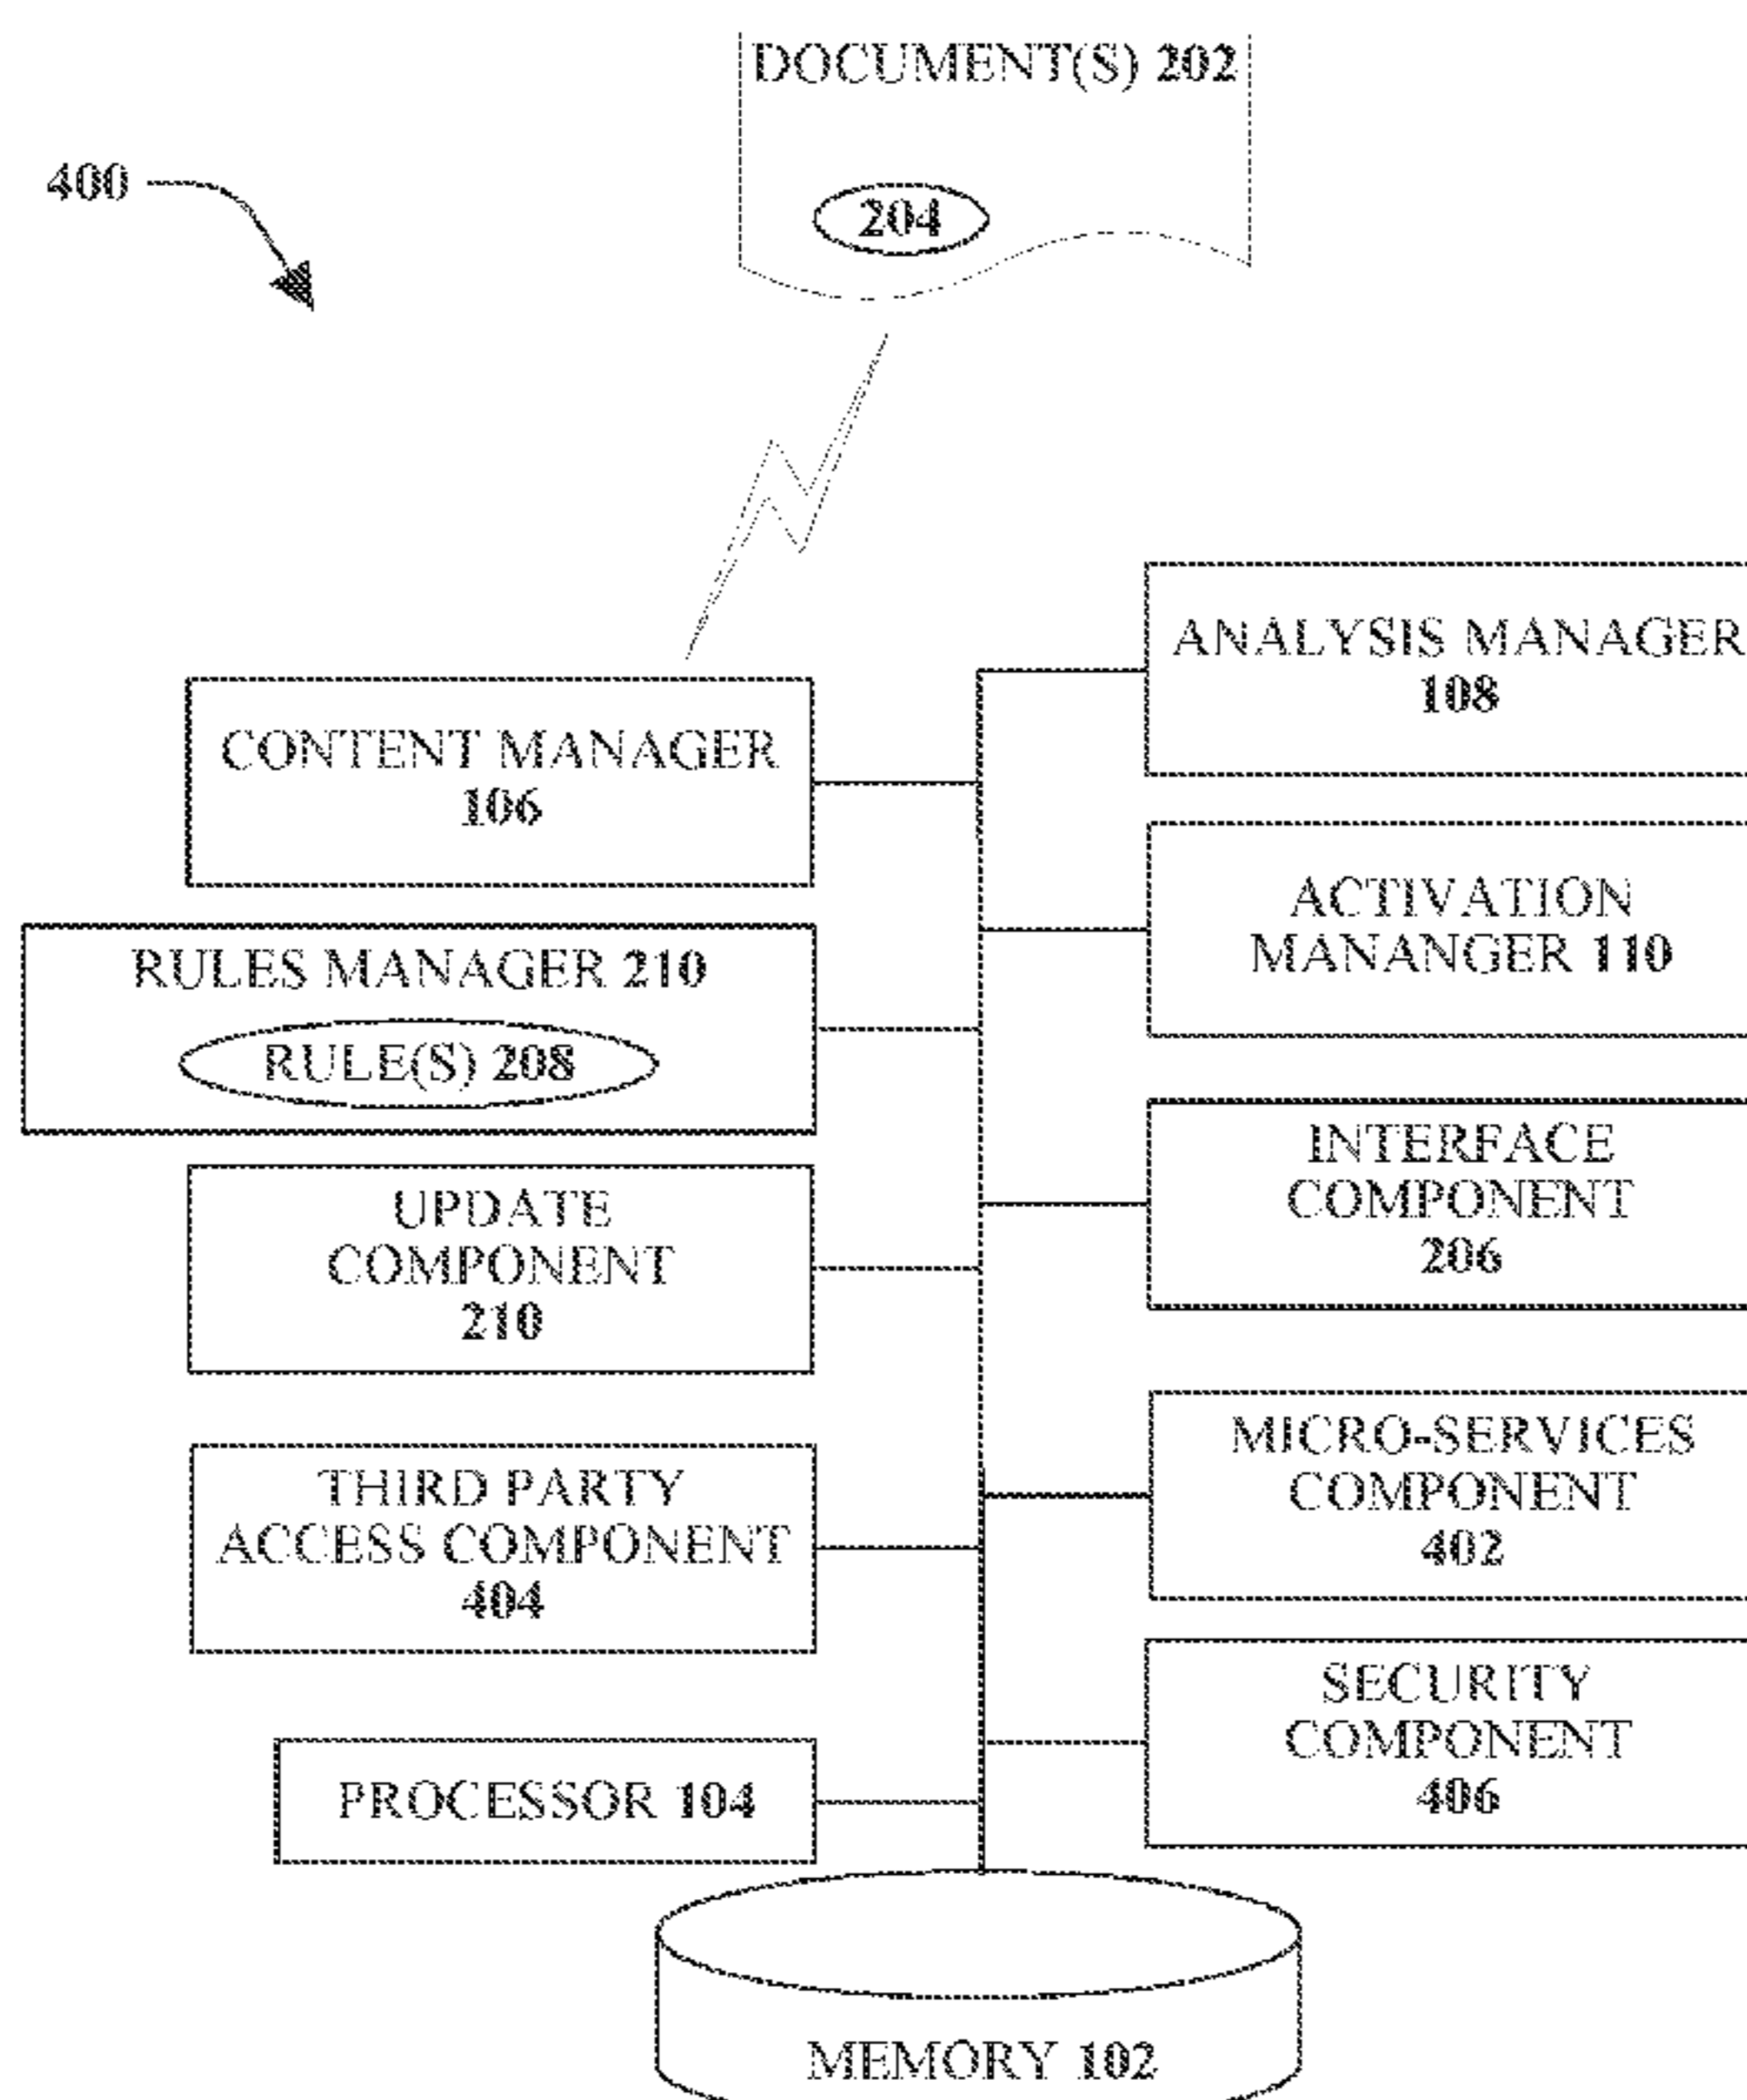 DOCUMENT(S) 202
400
204
ANALYSIS MANAGER
108
CONTENT MANAGER
106
ACTIVATION
MANANGER 110
RULES MANAGER 210
RULE(S) 208
INTERFACE
COMPONENT
206
UPDATE
COMPONENT
210
MICRO-SERVICES
COMPONENT
402
THIRD PARTY
ACCESS COMPONENT
404
SECURITY
COMPONENT
406
PROCESSOR 104
MEMORY 102